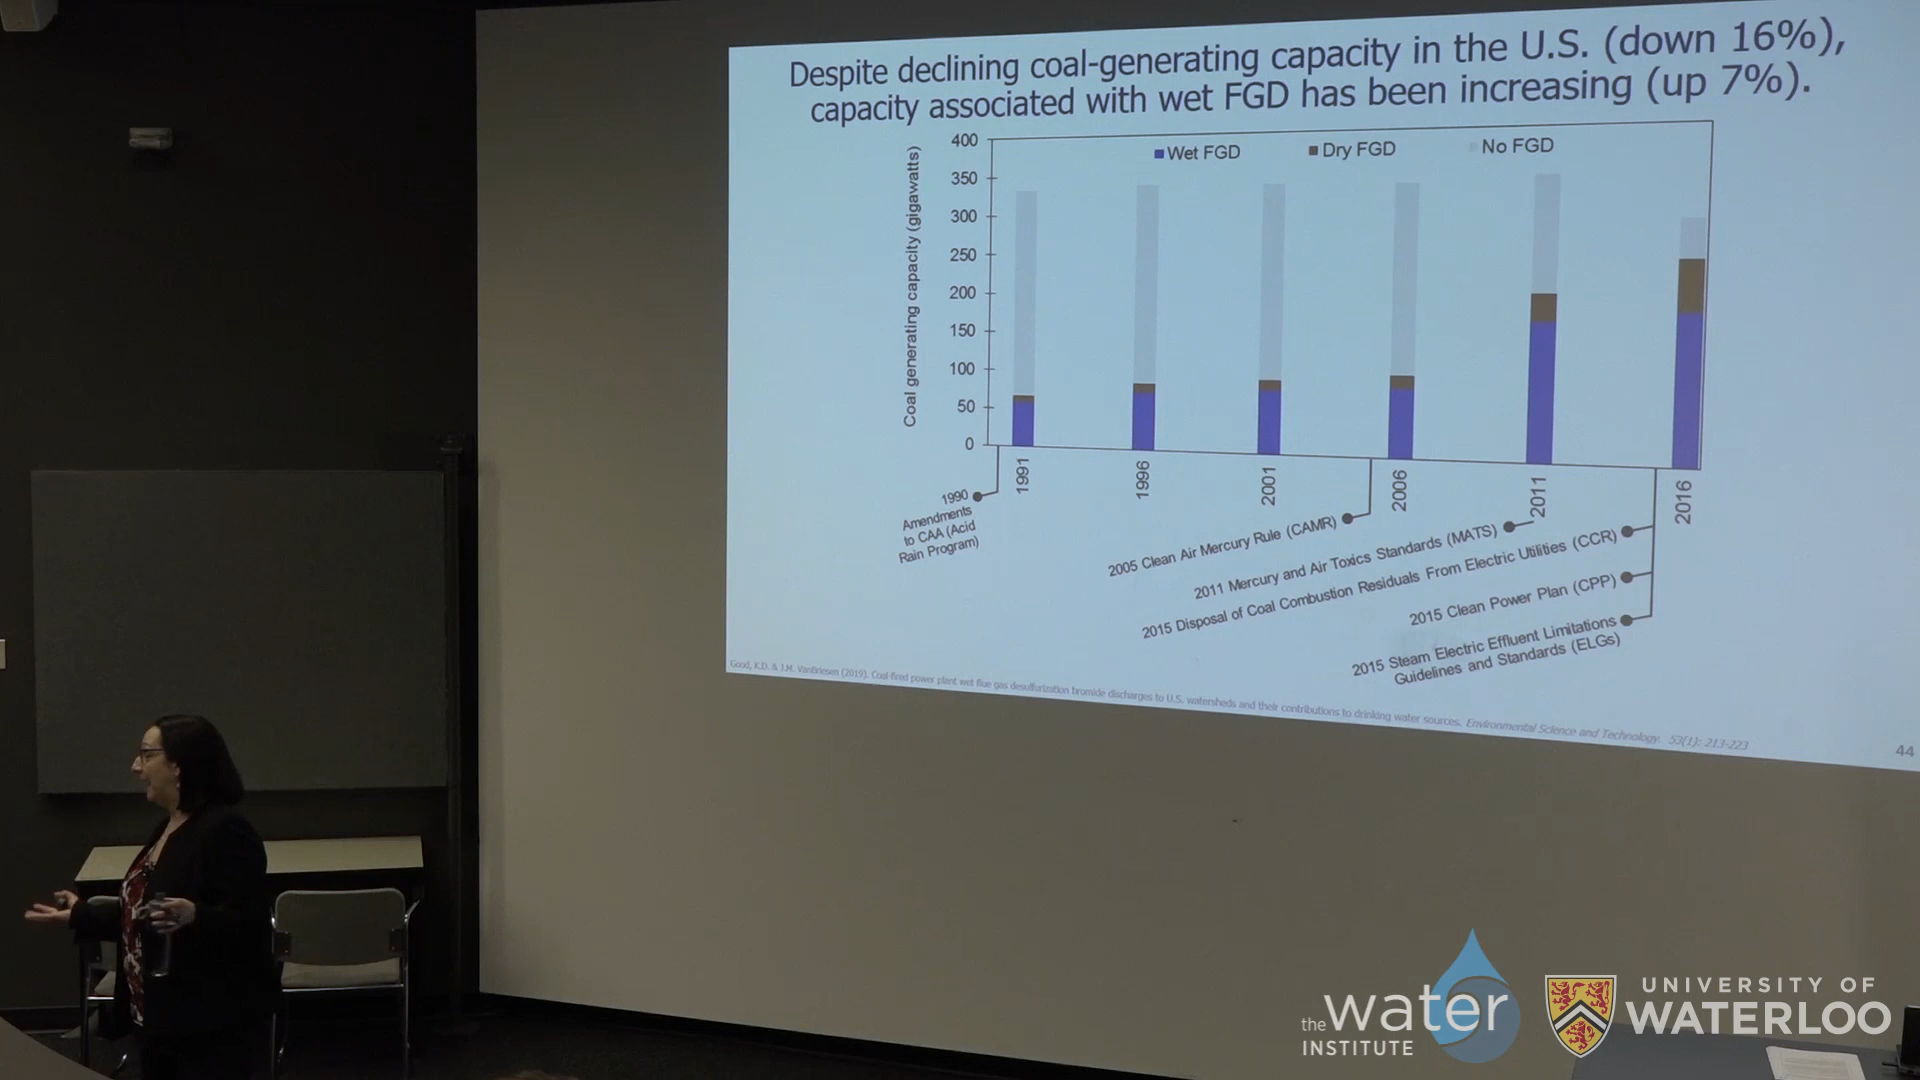 Despite declining coal-generating capacity in the U.S. (down 16%),
capacity associated with wet FGD has been increasing (up 7%).
Coal generating capacity (gigawatts)
400
350
300
250
200
150
100
50
0
Wet FGD
Dry FGD
No FGD
1991
1996
2001
2006
2011
2016
1990
Amendments
to CAA (Acid
Rain Program)
2005 Clean Air Mercury Rule (CAMR)
2011 Mercury and Air Toxics Standards (MATS)
2015 Disposal of Coal Combustion Residuals From Electric Utilities (CCR)
2015 Clean Power Plan (CPP)
2015 Steam Electric Effluent Limitations
Guidelines and Standards (ELGs)
Good, K.D. & J.M. VanBriesen (2019). Coal-fired power plant wet flue gas desulfurization bromide discharges to U.S. watersheds and their contributions to drinking water sources. Environmental Science and Technology. 53(1): 213-223
44
the water
INSTITUTE
UNIVERSITY OF
WATERLOO